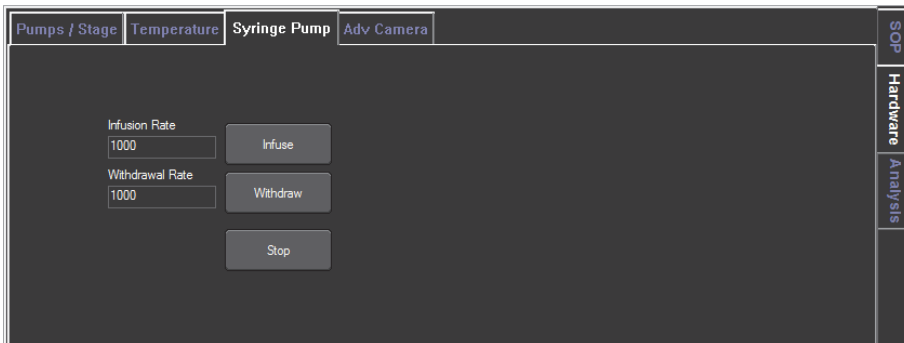 Pumps / Stage Temperature Syringe Pump Adv Camera
SOP
Hardware
Analysis
Infusion Rate
1000
Infuse
Withdrawal Rate
1000
Withdraw
Stop